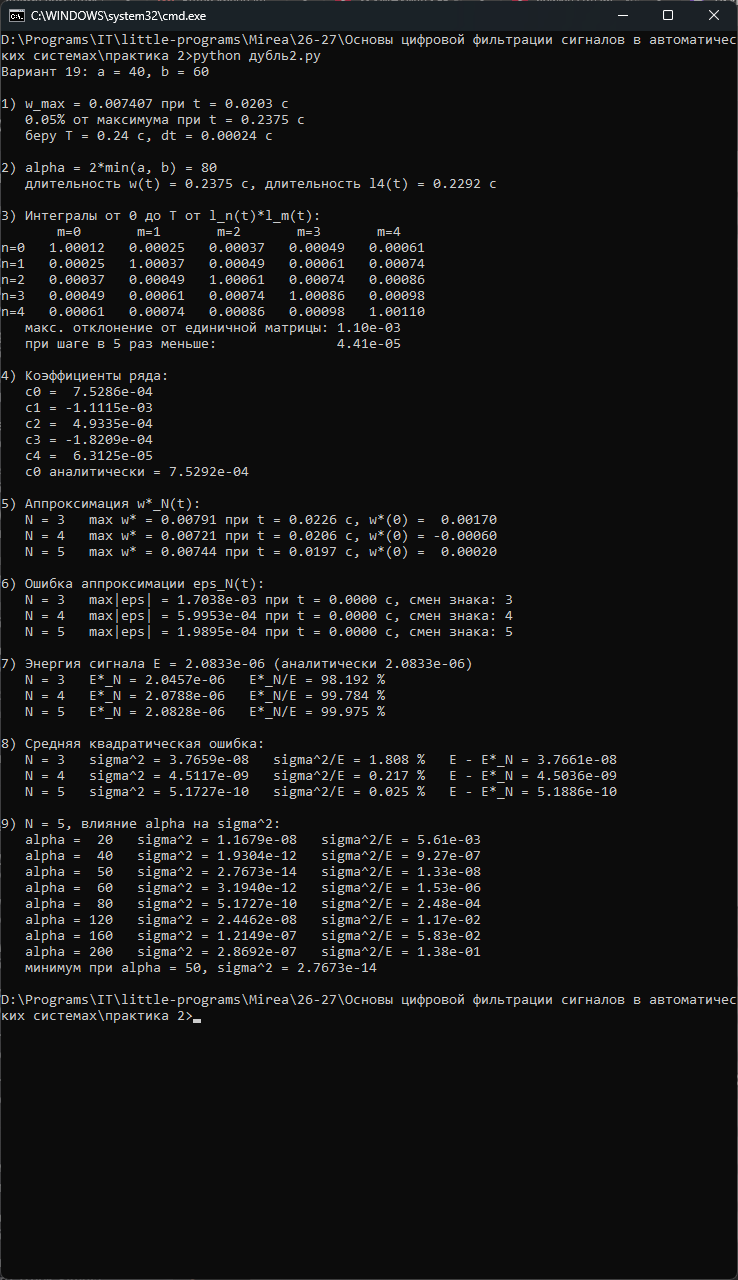 C:\WINDOWS\system32\cmd.exe
D:\Programs\IT\little-programs\Mirea\26-27\Основы цифровой фильтрации сигналов в автоматичес
ких системах\практика 2>python дубль2.py
Вариант 19: a = 40, b = 60
1) w_max = 0.007407 при t = 0.0203 с
0.05% от максимума при t = 0.2375 с
беру T = 0.24 с, dt = 0.00024 с
2) alpha = 2*min(a, b) = 80
длительность w(t) = 0.2375 с, длительность l4(t) = 0.2292 с
3) Интегралы от 0 до T от l_n(t)*l_m(t):
m=0 m=1 m=2 m=3 m=4
n=0 1.00012 0.00025 0.00037 0.00049 0.00061
n=1 0.00025 1.00037 0.00049 0.00061 0.00074
n=2 0.00037 0.00049 1.00061 0.00074 0.00086
n=3 0.00049 0.00061 0.00074 1.00086 0.00098
n=4 0.00061 0.00074 0.00086 0.00098 1.00110
макс. отклонение от единичной матрицы: 1.10e-03
при шаге в 5 раз меньше: 4.41e-05
4) Коэффициенты ряда:
c0 = 7.5286e-04
c1 = -1.1115e-03
c2 = 4.9335e-04
c3 = -1.8209e-04
c4 = 6.3125e-05
c0 аналитически = 7.5292e-04
5) Аппроксимация w*_N(t):
N = 3 max w* = 0.00791 при t = 0.0226 с, w*(0) = 0.00170
N = 4 max w* = 0.00721 при t = 0.0206 с, w*(0) = -0.00060
N = 5 max w* = 0.00744 при t = 0.0197 с, w*(0) = 0.00020
6) Ошибка аппроксимации eps_N(t):
N = 3 max|eps| = 1.7038e-03 при t = 0.0000 с, смен знака: 3
N = 4 max|eps| = 5.9953e-04 при t = 0.0000 с, смен знака: 4
N = 5 max|eps| = 1.9895e-04 при t = 0.0000 с, смен знака: 5
7) Энергия сигнала E = 2.0833e-06 (аналитически 2.0833e-06)
N = 3 E*_N = 2.0457e-06 E*_N/E = 98.192 %
N = 4 E*_N = 2.0788e-06 E*_N/E = 99.784 %
N = 5 E*_N = 2.0828e-06 E*_N/E = 99.975 %
8) Средняя квадратическая ошибка:
N = 3 sigma^2 = 3.7659e-08 sigma^2/E = 1.808 % E - E*_N = 3.7661e-08
N = 4 sigma^2 = 4.5117e-09 sigma^2/E = 0.217 % E - E*_N = 4.5036e-09
N = 5 sigma^2 = 5.1727e-10 sigma^2/E = 0.025 % E - E*_N = 5.1886e-10
9) N = 5, влияние alpha на sigma^2:
alpha = 20 sigma^2 = 1.1679e-08 sigma^2/E = 5.61e-03
alpha = 40 sigma^2 = 1.9304e-12 sigma^2/E = 9.27e-07
alpha = 50 sigma^2 = 2.7673e-14 sigma^2/E = 1.33e-08
alpha = 60 sigma^2 = 3.1940e-12 sigma^2/E = 1.53e-06
alpha = 80 sigma^2 = 5.1727e-10 sigma^2/E = 2.48e-04
alpha = 120 sigma^2 = 2.4462e-08 sigma^2/E = 1.17e-02
alpha = 160 sigma^2 = 1.2149e-07 sigma^2/E = 5.83e-02
alpha = 200 sigma^2 = 2.8692e-07 sigma^2/E = 1.38e-01
минимум при alpha = 50, sigma^2 = 2.7673e-14
D:\Programs\IT\little-programs\Mirea\26-27\Основы цифровой фильтрации сигналов в автоматичес
ких системах\практика 2>